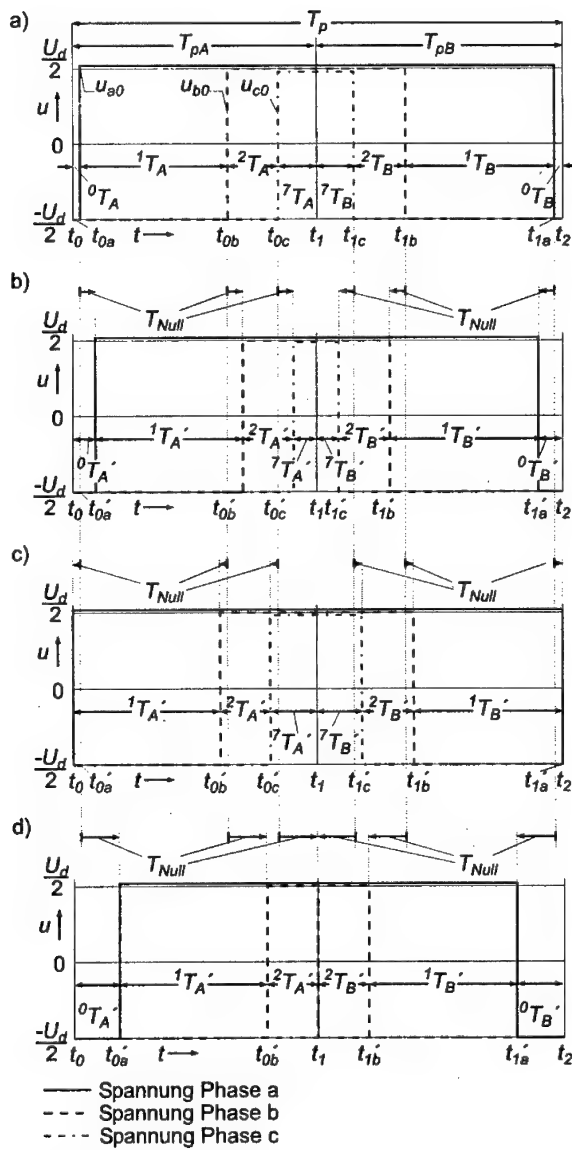 a)
T_p
T_pA T_pB
U_d
2
u_a0 u_b0 u_c0
u
0
¹T_A ²T_A ²T_B ¹T_B
⁰T_A ⁷T_A ⁷T_B ⁰T_B
-U_d
2
t_0 t_0a t t_0b t_0c t_1 t_1c t_1b t_1a t_2
b)
T_Null T_Null
U_d
2
u
0
¹T_A´ ²T_A´ ²T_B´ ¹T_B´
⁰T_A´ ⁷T_A´ ⁷T_B´ ⁰T_B´
-U_d
2
t_0 t_0a´ t t_0b´ t_0c´ t_1 t_1c´ t_1b´ t_1a´ t_2
c)
T_Null T_Null
U_d
2
u
0
¹T_A´ ²T_A´ ²T_B´ ¹T_B´
⁷T_A´ ⁷T_B´
-U_d
2
t_0 t_0a´ t t_0b´ t_0c´ t_1 t_1c´ t_1b´ t_1a´ t_2
d)
T_Null T_Null
U_d
2
u
0
¹T_A´ ²T_A´ ²T_B´ ¹T_B´
⁰T_A´ ⁰T_B´
-U_d
2
t_0 t_0a´ t t_0b´ t_1 t_1b´ t_1a´ t_2
Spannung Phase a
Spannung Phase b
Spannung Phase c